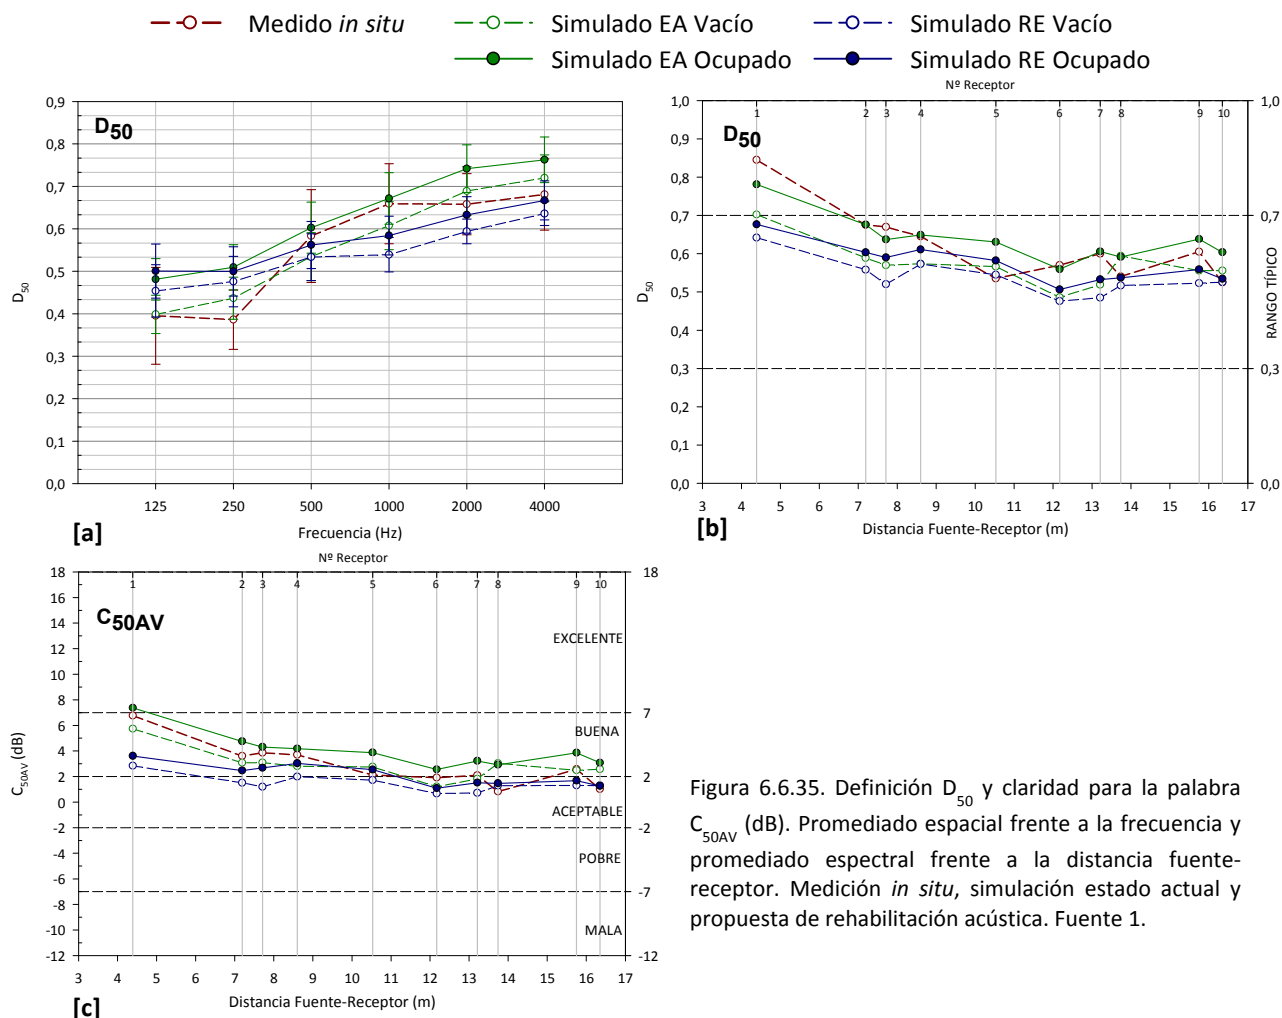 Medido in situ
Simulado EA Vacío
Simulado RE Vacío
Simulado EA Ocupado
Simulado RE Ocupado
D50
0,9
0,8
0,7
0,6
0,5
0,4
0,3
0,2
0,1
0,0
D50
125 250 500 1000 2000 4000
Frecuencia (Hz)
[a]
Nº Receptor
1 2 3 4 5 6 7 8 9 10
D50
1,0
0,9
0,8
0,7
0,6
0,5
0,4
0,3
0,2
0,1
0,0
D50
1,0
0,7
0,3
0,0
RANGO TÍPICO
3 4 5 6 7 8 9 10 11 12 13 14 15 16 17
Distancia Fuente-Receptor (m)
[b]
Nº Receptor
1 2 3 4 5 6 7 8 9 10
C50AV
18
16
14
12
10
8
6
4
2
0
-2
-4
-6
-8
-10
-12
C50AV (dB)
18
EXCELENTE
7
BUENA
2
ACEPTABLE
-2
POBRE
-7
MALA
-12
3 4 5 6 7 8 9 10 11 12 13 14 15 16 17
Distancia Fuente-Receptor (m)
[c]
Figura 6.6.35. Definición D50 y claridad para la palabra
C50AV (dB). Promediado espacial frente a la frecuencia y
promediado espectral frente a la distancia fuente-
receptor. Medición in situ, simulación estado actual y
propuesta de rehabilitación acústica. Fuente 1.